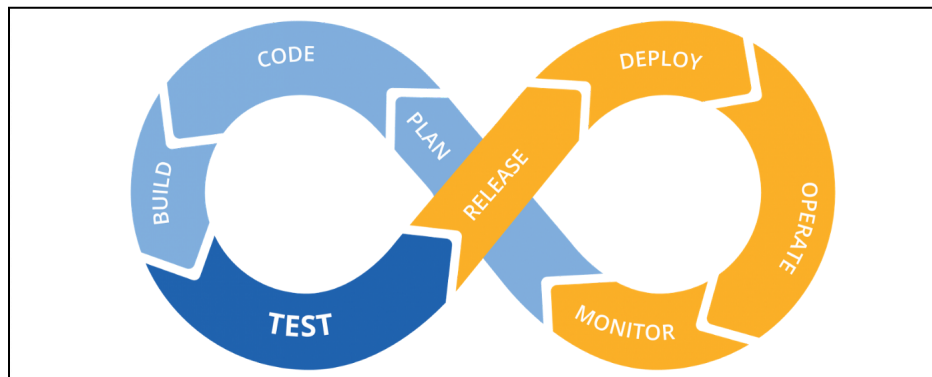 CODE
DEPLOY
PLAN
BUILD
RELEASE
OPERATE
TEST
MONITOR